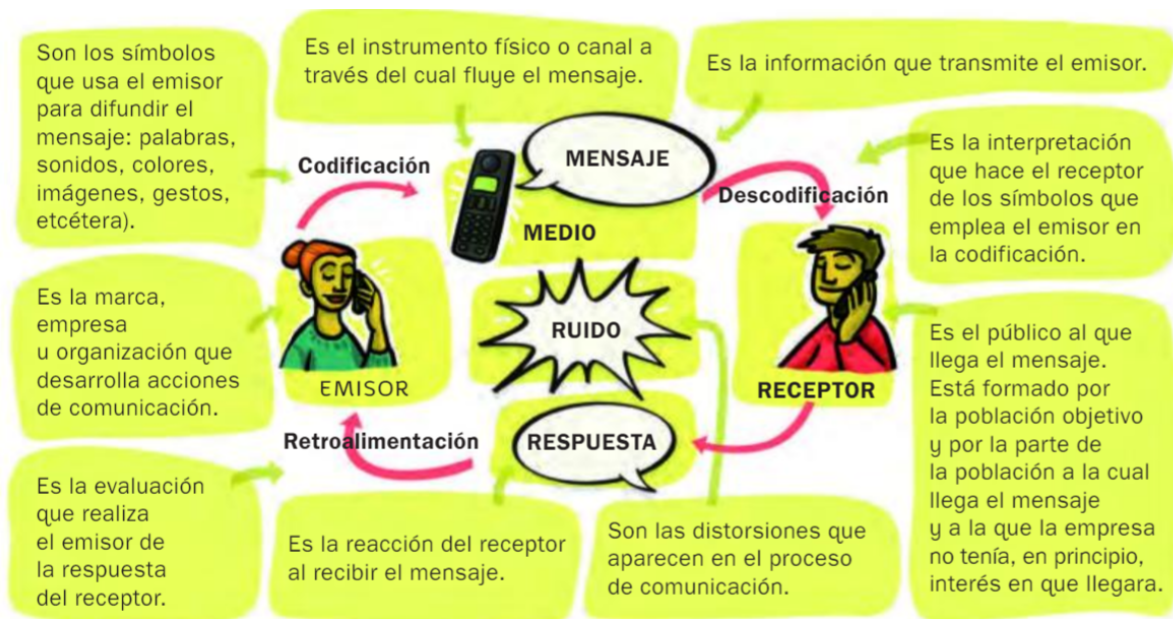 Son los símbolos
que usa el emisor
para difundir el
mensaje: palabras,
sonidos, colores,
imágenes, gestos,
etcétera).
Es el instrumento físico o canal a
través del cual fluye el mensaje.
Es la información que transmite el emisor.
Codificación
MENSAJE
MEDIO
Descodificación
Es la interpretación
que hace el receptor
de los símbolos que
emplea el emisor en
la codificación.
Es la marca,
empresa
u organización que
desarrolla acciones
de comunicación.
EMISOR
RUIDO
RECEPTOR
Es el público al que
llega el mensaje.
Está formado por
la población objetivo
y por la parte de
la población a la cual
llega el mensaje
y a la que la empresa
no tenía, en principio,
interés en que llegara.
Retroalimentación
RESPUESTA
Es la evaluación
que realiza
el emisor de
la respuesta
del receptor.
Es la reacción del receptor
al recibir el mensaje.
Son las distorsiones que
aparecen en el proceso
de comunicación.